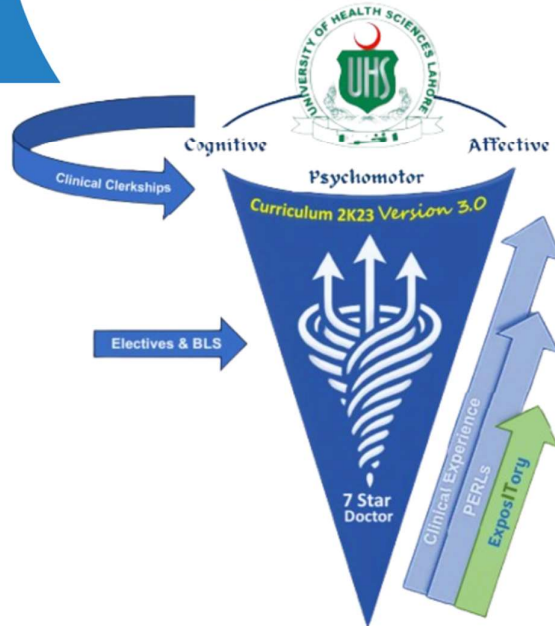 UNIVERSITY OF HEALTH SCIENCES LAHORE
UHS
Cognitive
Affective
Psychomotor
Clinical Clerkships
Curriculum 2K23 Version 3.0
Electives & BLS
7 Star
Doctor
Clinical Experience
PERLs
ExposITory